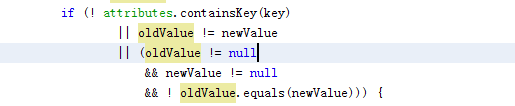 if (! attributes.containsKey(key)
|| oldValue != newValue
|| (oldValue != null
&& newValue != null
&& ! oldValue.equals(newValue))) {